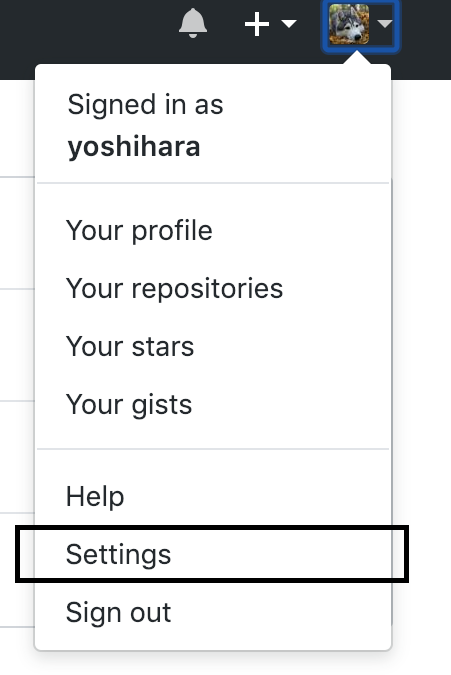 Signed in as
yoshihara
Your profile
Your repositories
Your stars
Your gists
Help
Settings
Sign out